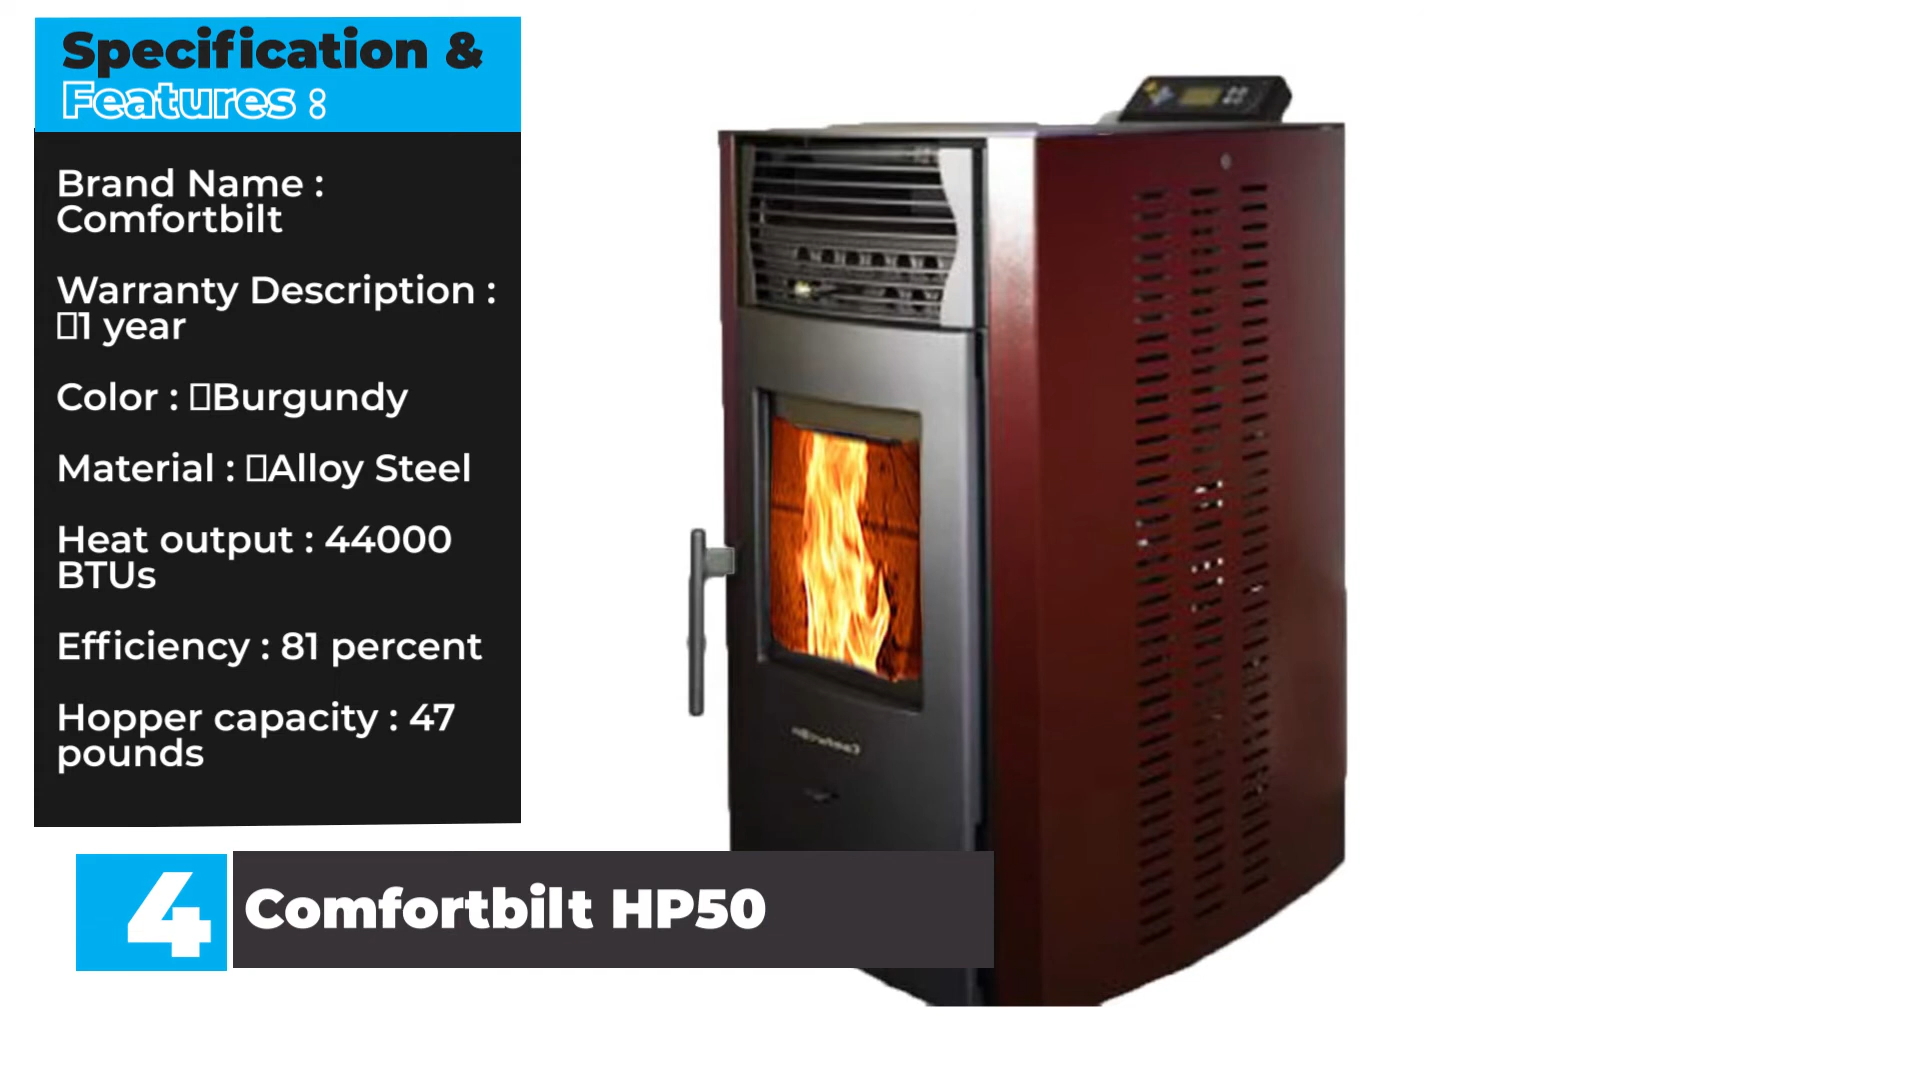 Specification &
Features :
Brand Name :
Comfortbilt
Warranty Description :
□1 year
Color : □Burgundy
Material : □Alloy Steel
Heat output : 44000
BTUs
Efficiency : 81 percent
Hopper capacity : 47
pounds
4
Comfortbilt HP50